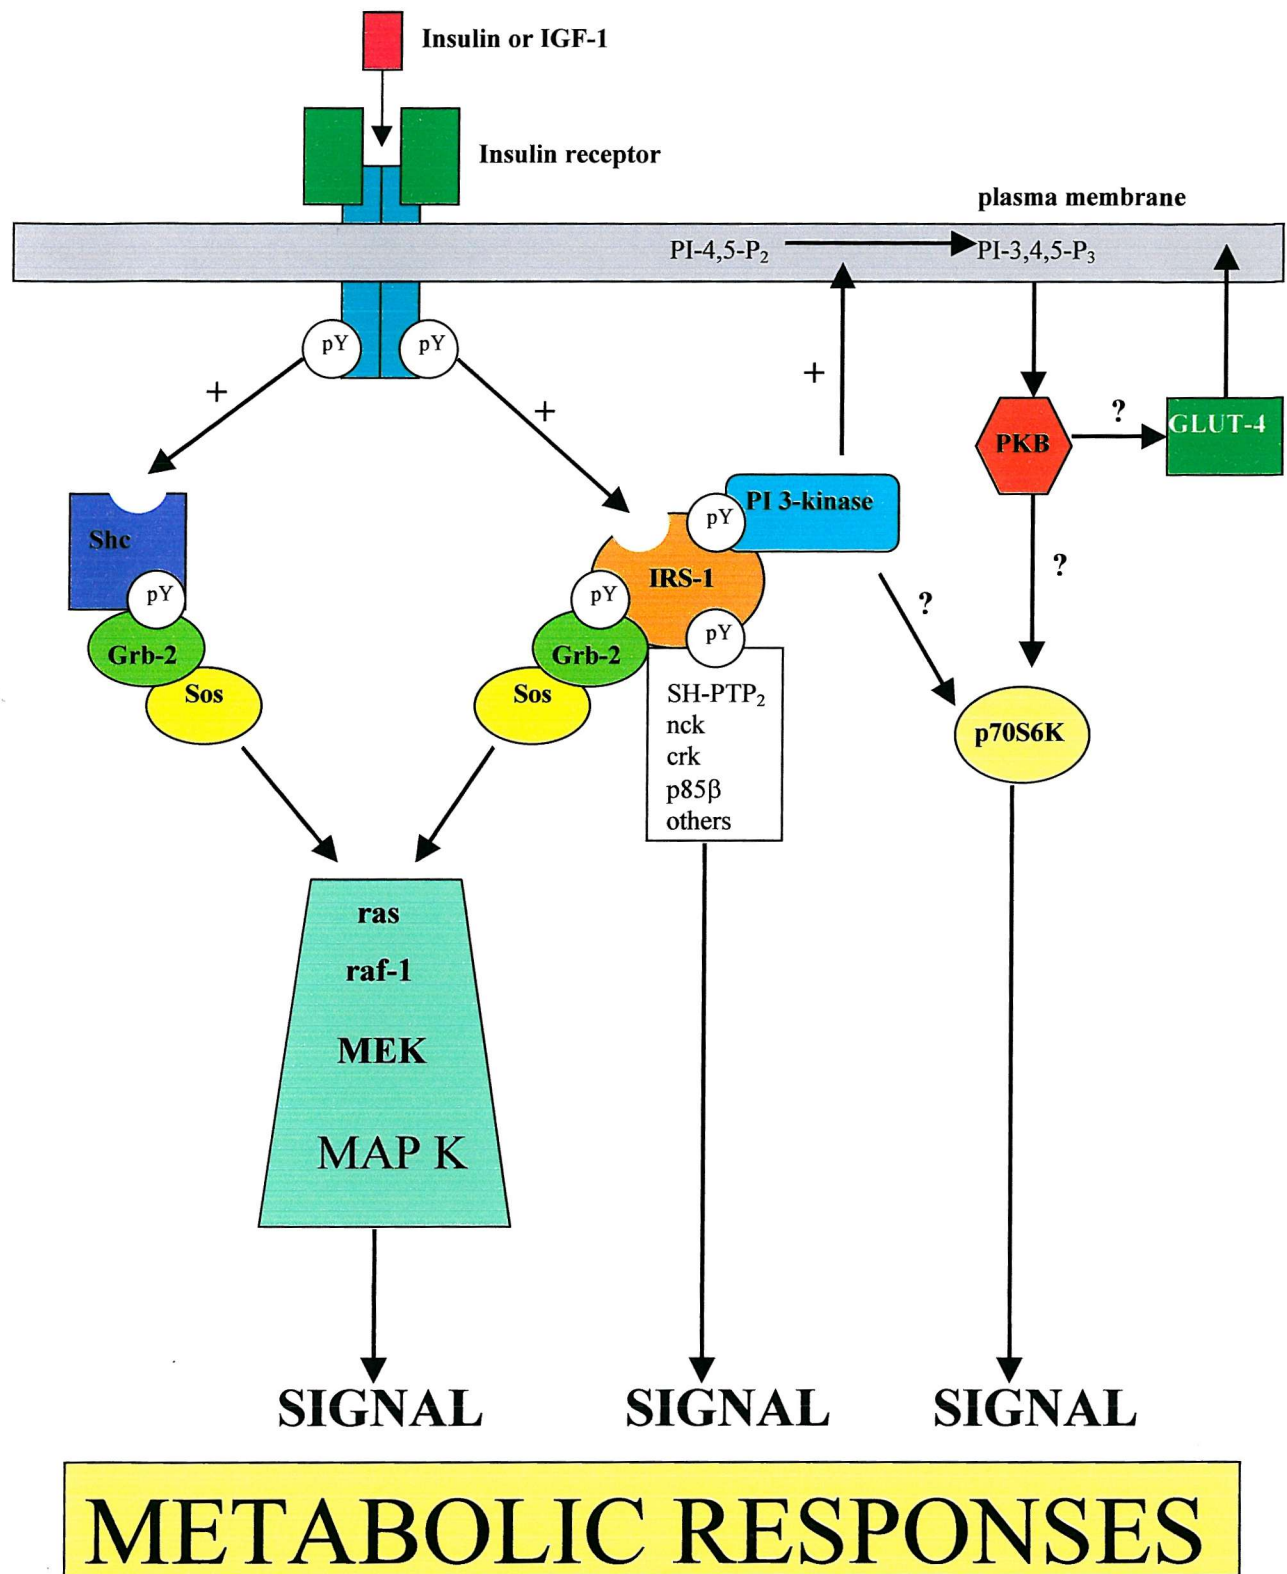 Insulin or IGF-1
Insulin receptor
plasma membrane
PI-4,5-P₂
PI-3,4,5-P₃
pY
pY
+
+
+
?
GLUT-4
PKB
PI 3-kinase
pY
Shc
IRS-1
?
pY
pY
?
pY
Grb-2
Grb-2
Sos
Sos
SH-PTP₂
nck
crk
p85β
others
p70S6K
ras
raf-1
MEK
MAP K
SIGNAL
SIGNAL
SIGNAL
METABOLIC RESPONSES